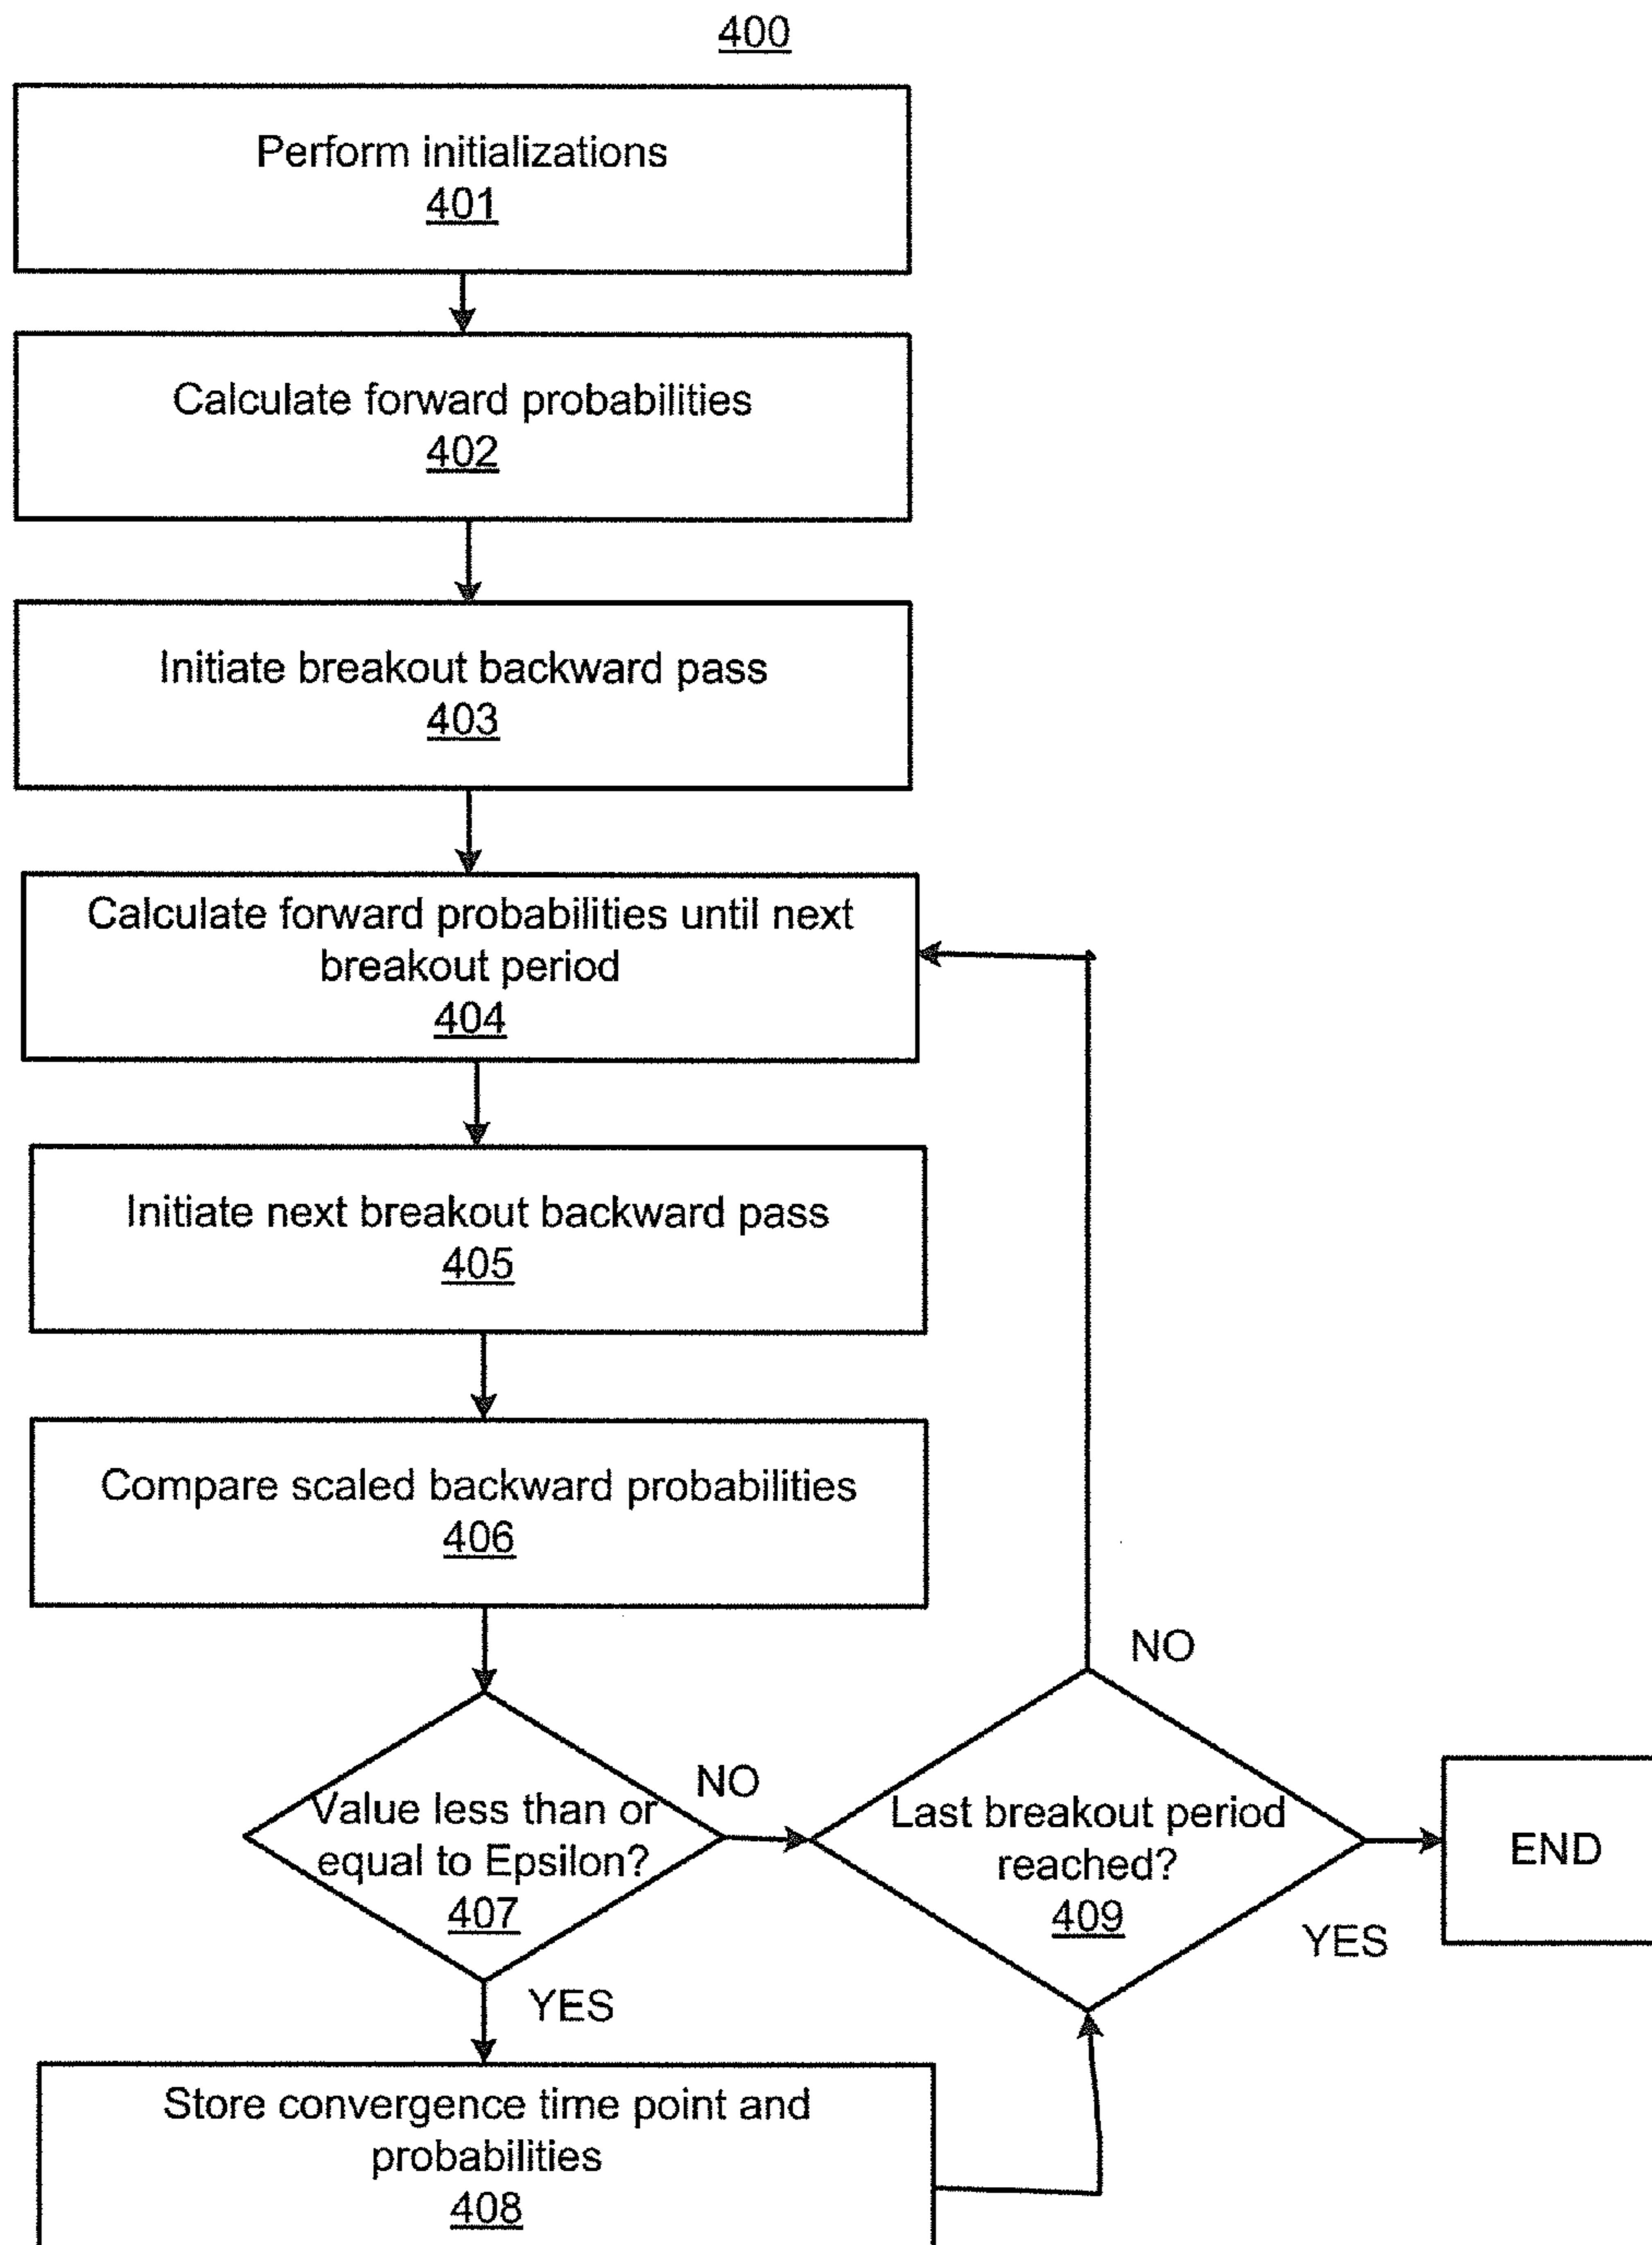 400
Perform initializations
401
Calculate forward probabilities
402
Initiate breakout backward pass
403
Calculate forward probabilities until next
breakout period
404
Initiate next breakout backward pass
405
Compare scaled backward probabilities
406
Value less than or
equal to Epsilon?
407
NO
YES
Last breakout period
reached?
409
NO
YES
END
Store convergence time point and
probabilities
408